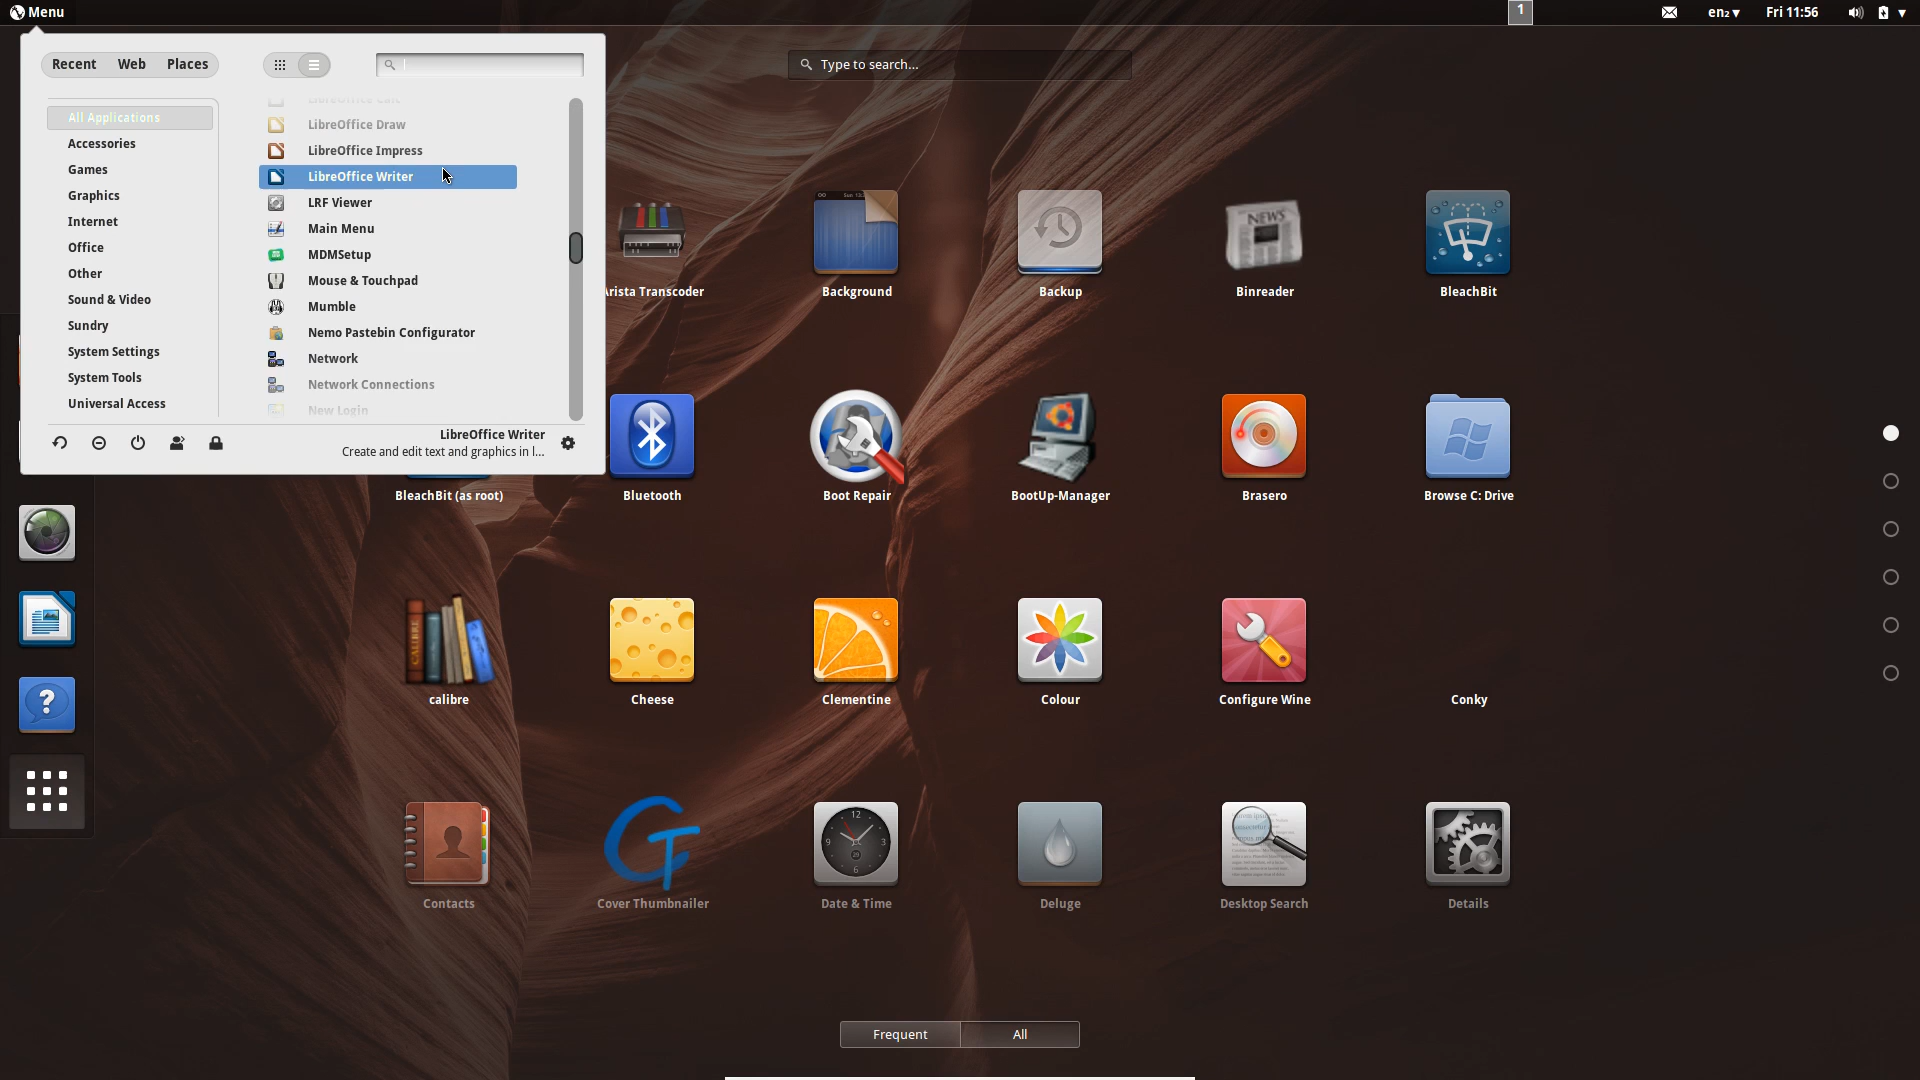 Menu
1
en₂
Fri 11:56
Recent
Web
Places
Type to search...
All Applications
Accessories
Games
Graphics
Internet
Office
Other
Sound & Video
Sundry
System Settings
System Tools
Universal Access
LibreOffice Calc
LibreOffice Draw
LibreOffice Impress
LibreOffice Writer
LRF Viewer
Main Menu
MDMSetup
Mouse & Touchpad
Mumble
Nemo Pastebin Configurator
Network
Network Connections
New Login
LibreOffice Writer
Create and edit text and graphics in l...
Arista Transcoder
Background
Backup
NEWS
Binreader
BleachBit
BleachBit (as root)
Bluetooth
Boot Repair
BootUp-Manager
Brasero
Browse C: Drive
CALIBRE
calibre
Cheese
Clementine
Colour
Configure Wine
Conky
Contacts
Cover Thumbnailer
Date & Time
Deluge
Desktop Search
Details
Frequent
All